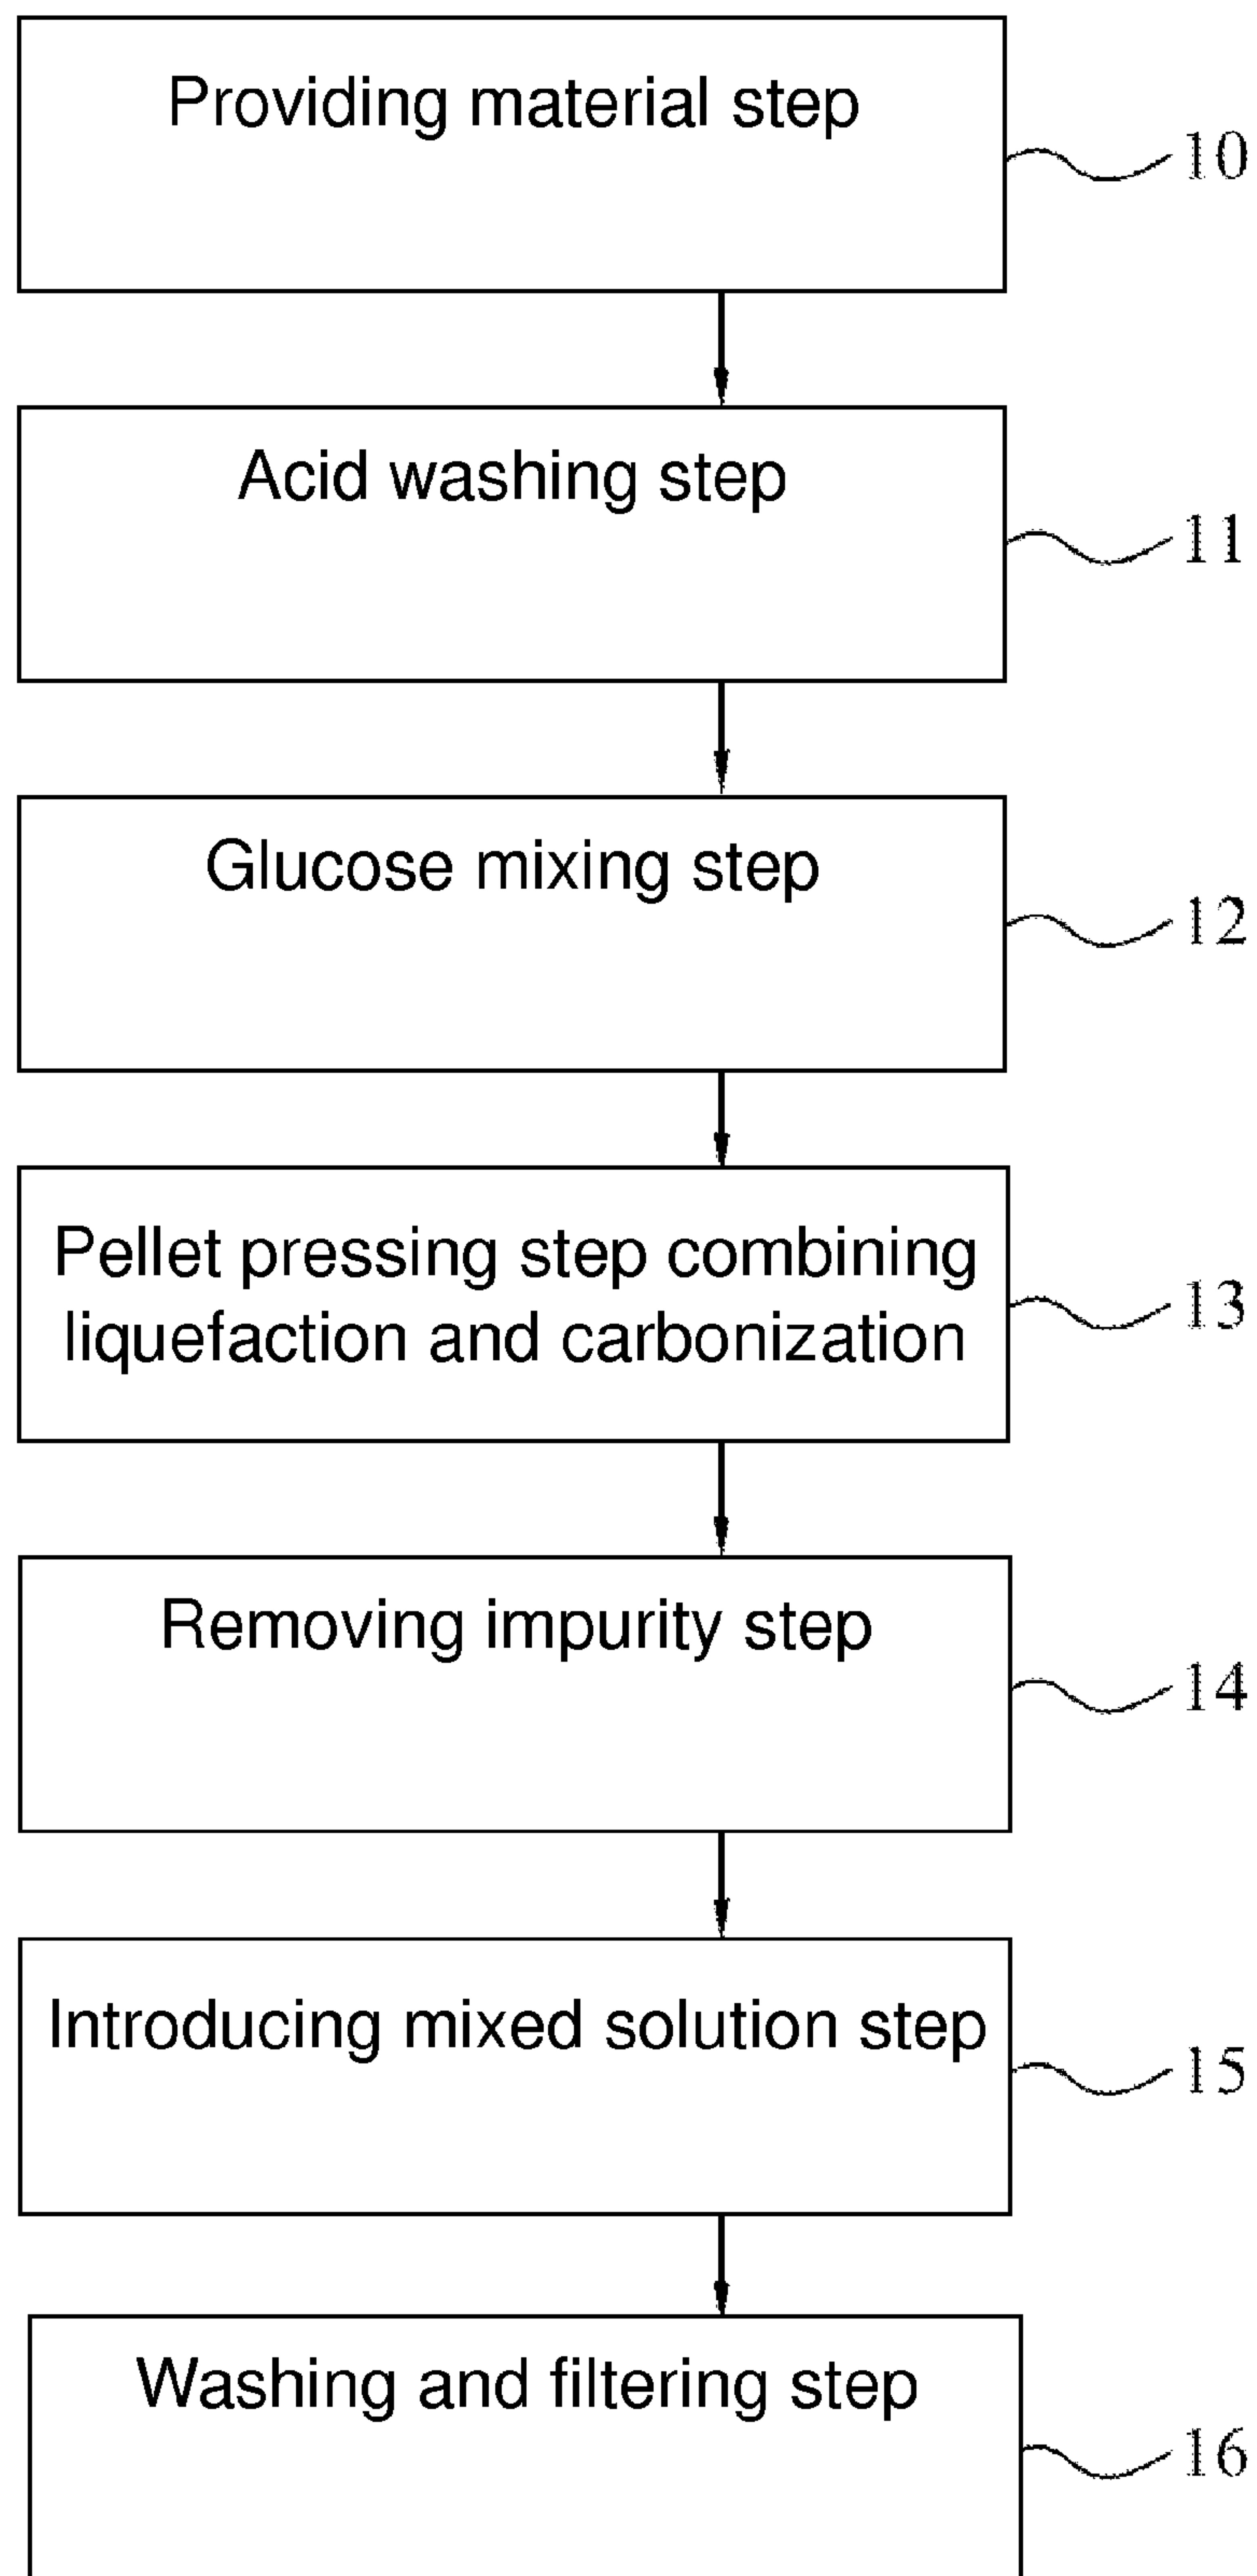 Providing material step
10
Acid washing step
11
Glucose mixing step
12
Pellet pressing step combining
liquefaction and carbonization
13
Removing impurity step
14
Introducing mixed solution step
15
Washing and filtering step
16